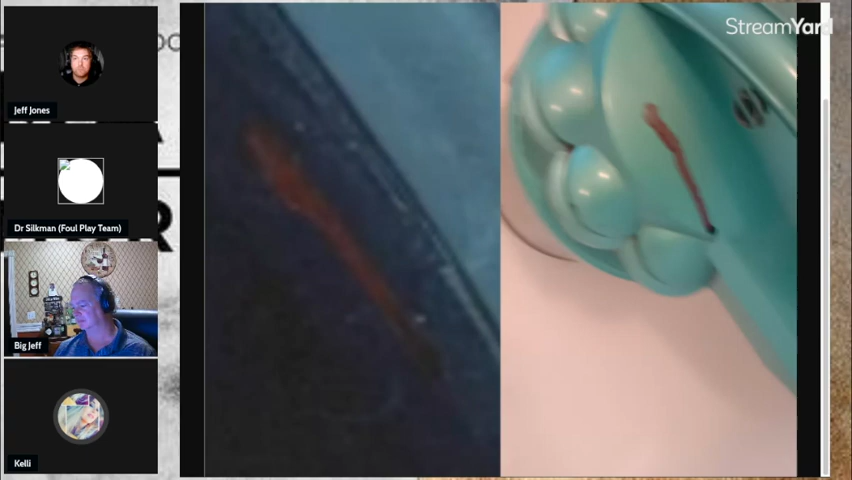 StreamYard
Jeff Jones
Dr Silkman (Foul Play Team)
Big Jeff
Kelli